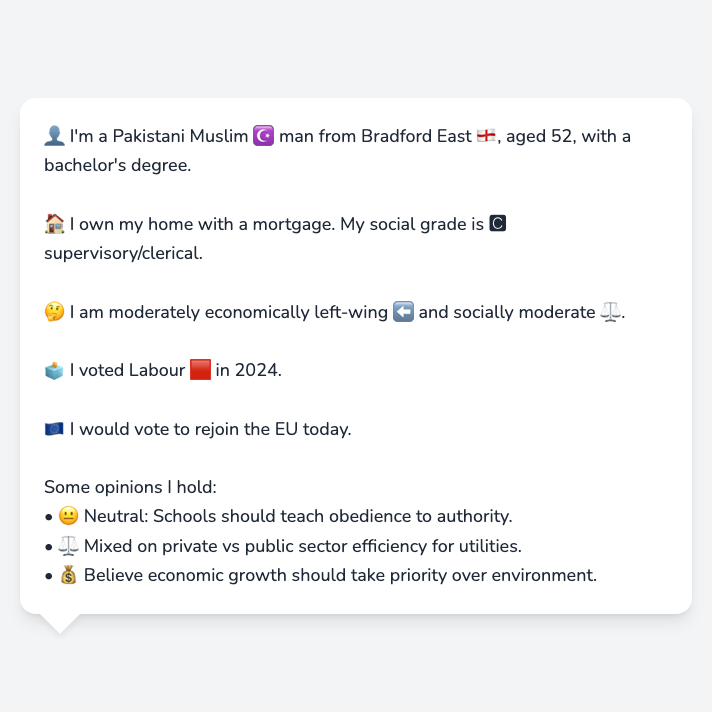 👤 I'm a Pakistani Muslim ☪️ man from Bradford East 🏴󠁧󠁢󠁥󠁮󠁧󠁿, aged 52, with a
bachelor's degree.
🏠 I own my home with a mortgage. My social grade is 🅲
supervisory/clerical.
🤔 I am moderately economically left-wing ⬅️ and socially moderate ⚖️.
🗳️ I voted Labour 🟥 in 2024.
🇪🇺 I would vote to rejoin the EU today.
Some opinions I hold:
• 😐 Neutral: Schools should teach obedience to authority.
• ⚖️ Mixed on private vs public sector efficiency for utilities.
• 💰 Believe economic growth should take priority over environment.